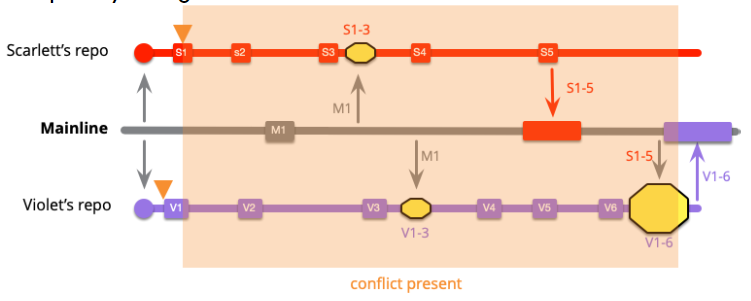 S1-3
Scarlett's repo
S1
s2
S3
S4
S5
M1
S1-5
Mainline
M1
M1
S1-5
V1-6
Violet's repo
V1
V2
V3
V4
V5
V6
V1-3
V1-6
conflict present